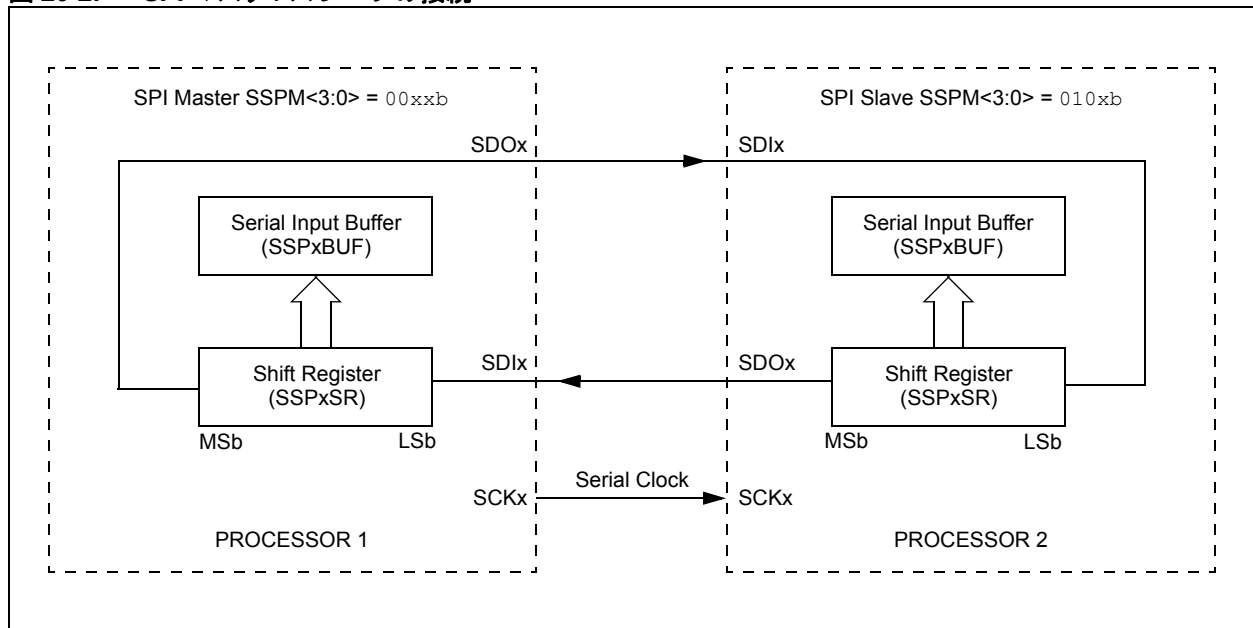 SPI Master SSPM<3:0> = 00xxb
SPI Slave SSPM<3:0> = 010xb
SDOx
SDIx
Serial Input Buffer
(SSPxBUF)
Serial Input Buffer
(SSPxBUF)
Shift Register
(SSPxSR)
MSb
LSb
SDIx
SDOx
Shift Register
(SSPxSR)
MSb
LSb
Serial Clock
SCKx
SCKx
PROCESSOR 1
PROCESSOR 2